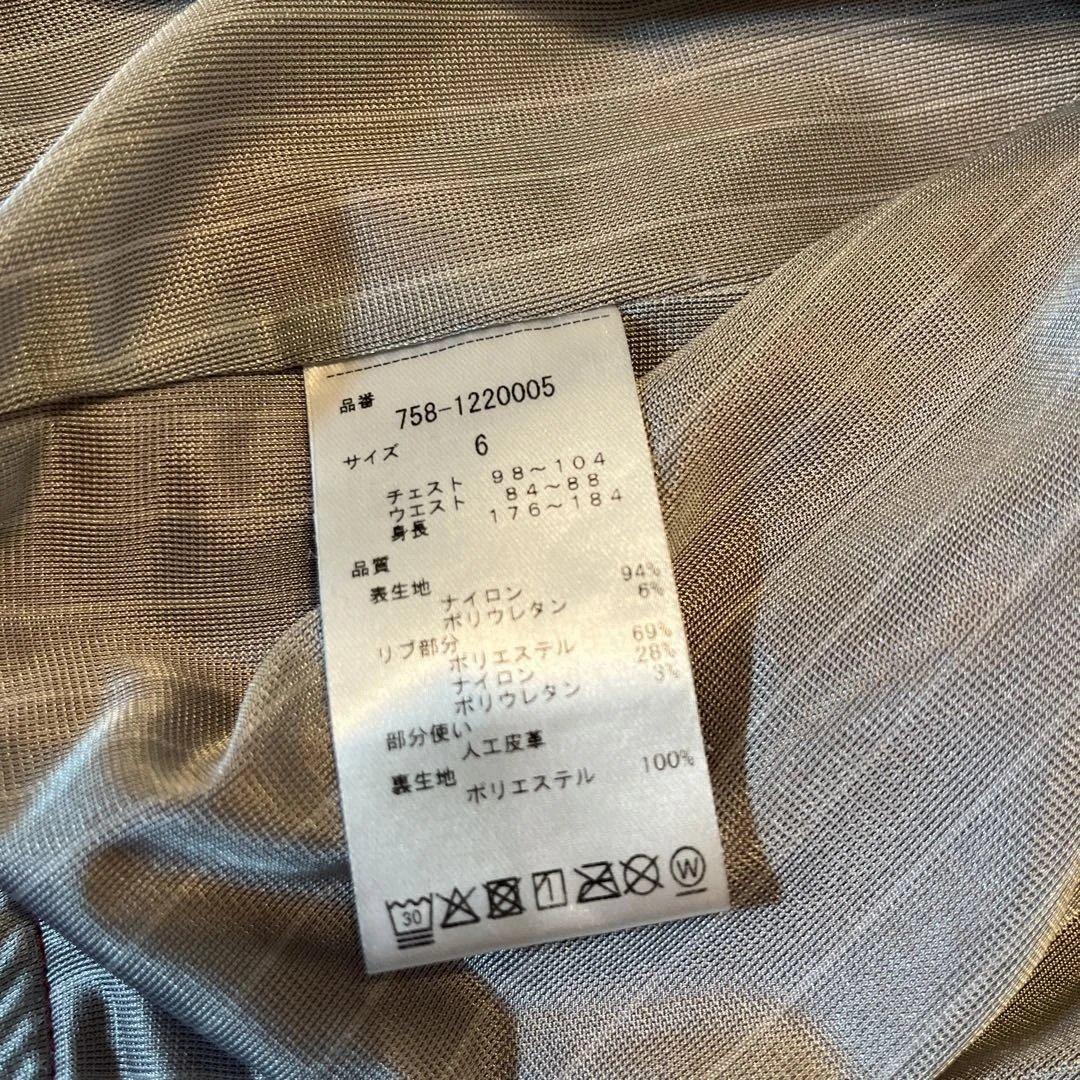 品番 758-1220005
サイズ 6
チェスト 98～104
ウエスト 84～88
身長 176～184
品質
表生地
ナイロン 94%
ポリウレタン 6%
リブ部分
ポリエステル 69%
ナイロン 28%
ポリウレタン 3%
部分使い
人工皮革
裏生地
ポリエステル 100%
30 W